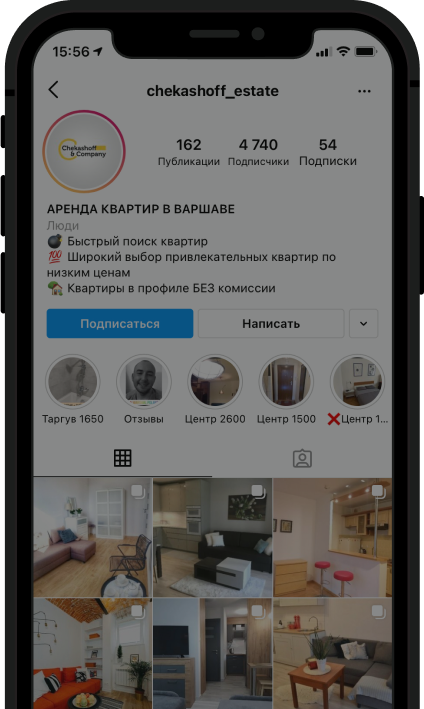 15:56
chekashoff_estate
Chekashoff
& Company
162
4 740
54
Публикации
Подписчики
Подписки
АРЕНДА КВАРТИР В ВАРШАВЕ
Люди
💣 Быстрый поиск квартир
💯 Широкий выбор привлекательных квартир по
низким ценам
🏡 Квартиры в профиле БЕЗ комиссии
Подписаться
Написать
Таргув 1650
Отзывы
Центр 2600
Центр 1500
❌Центр 1...